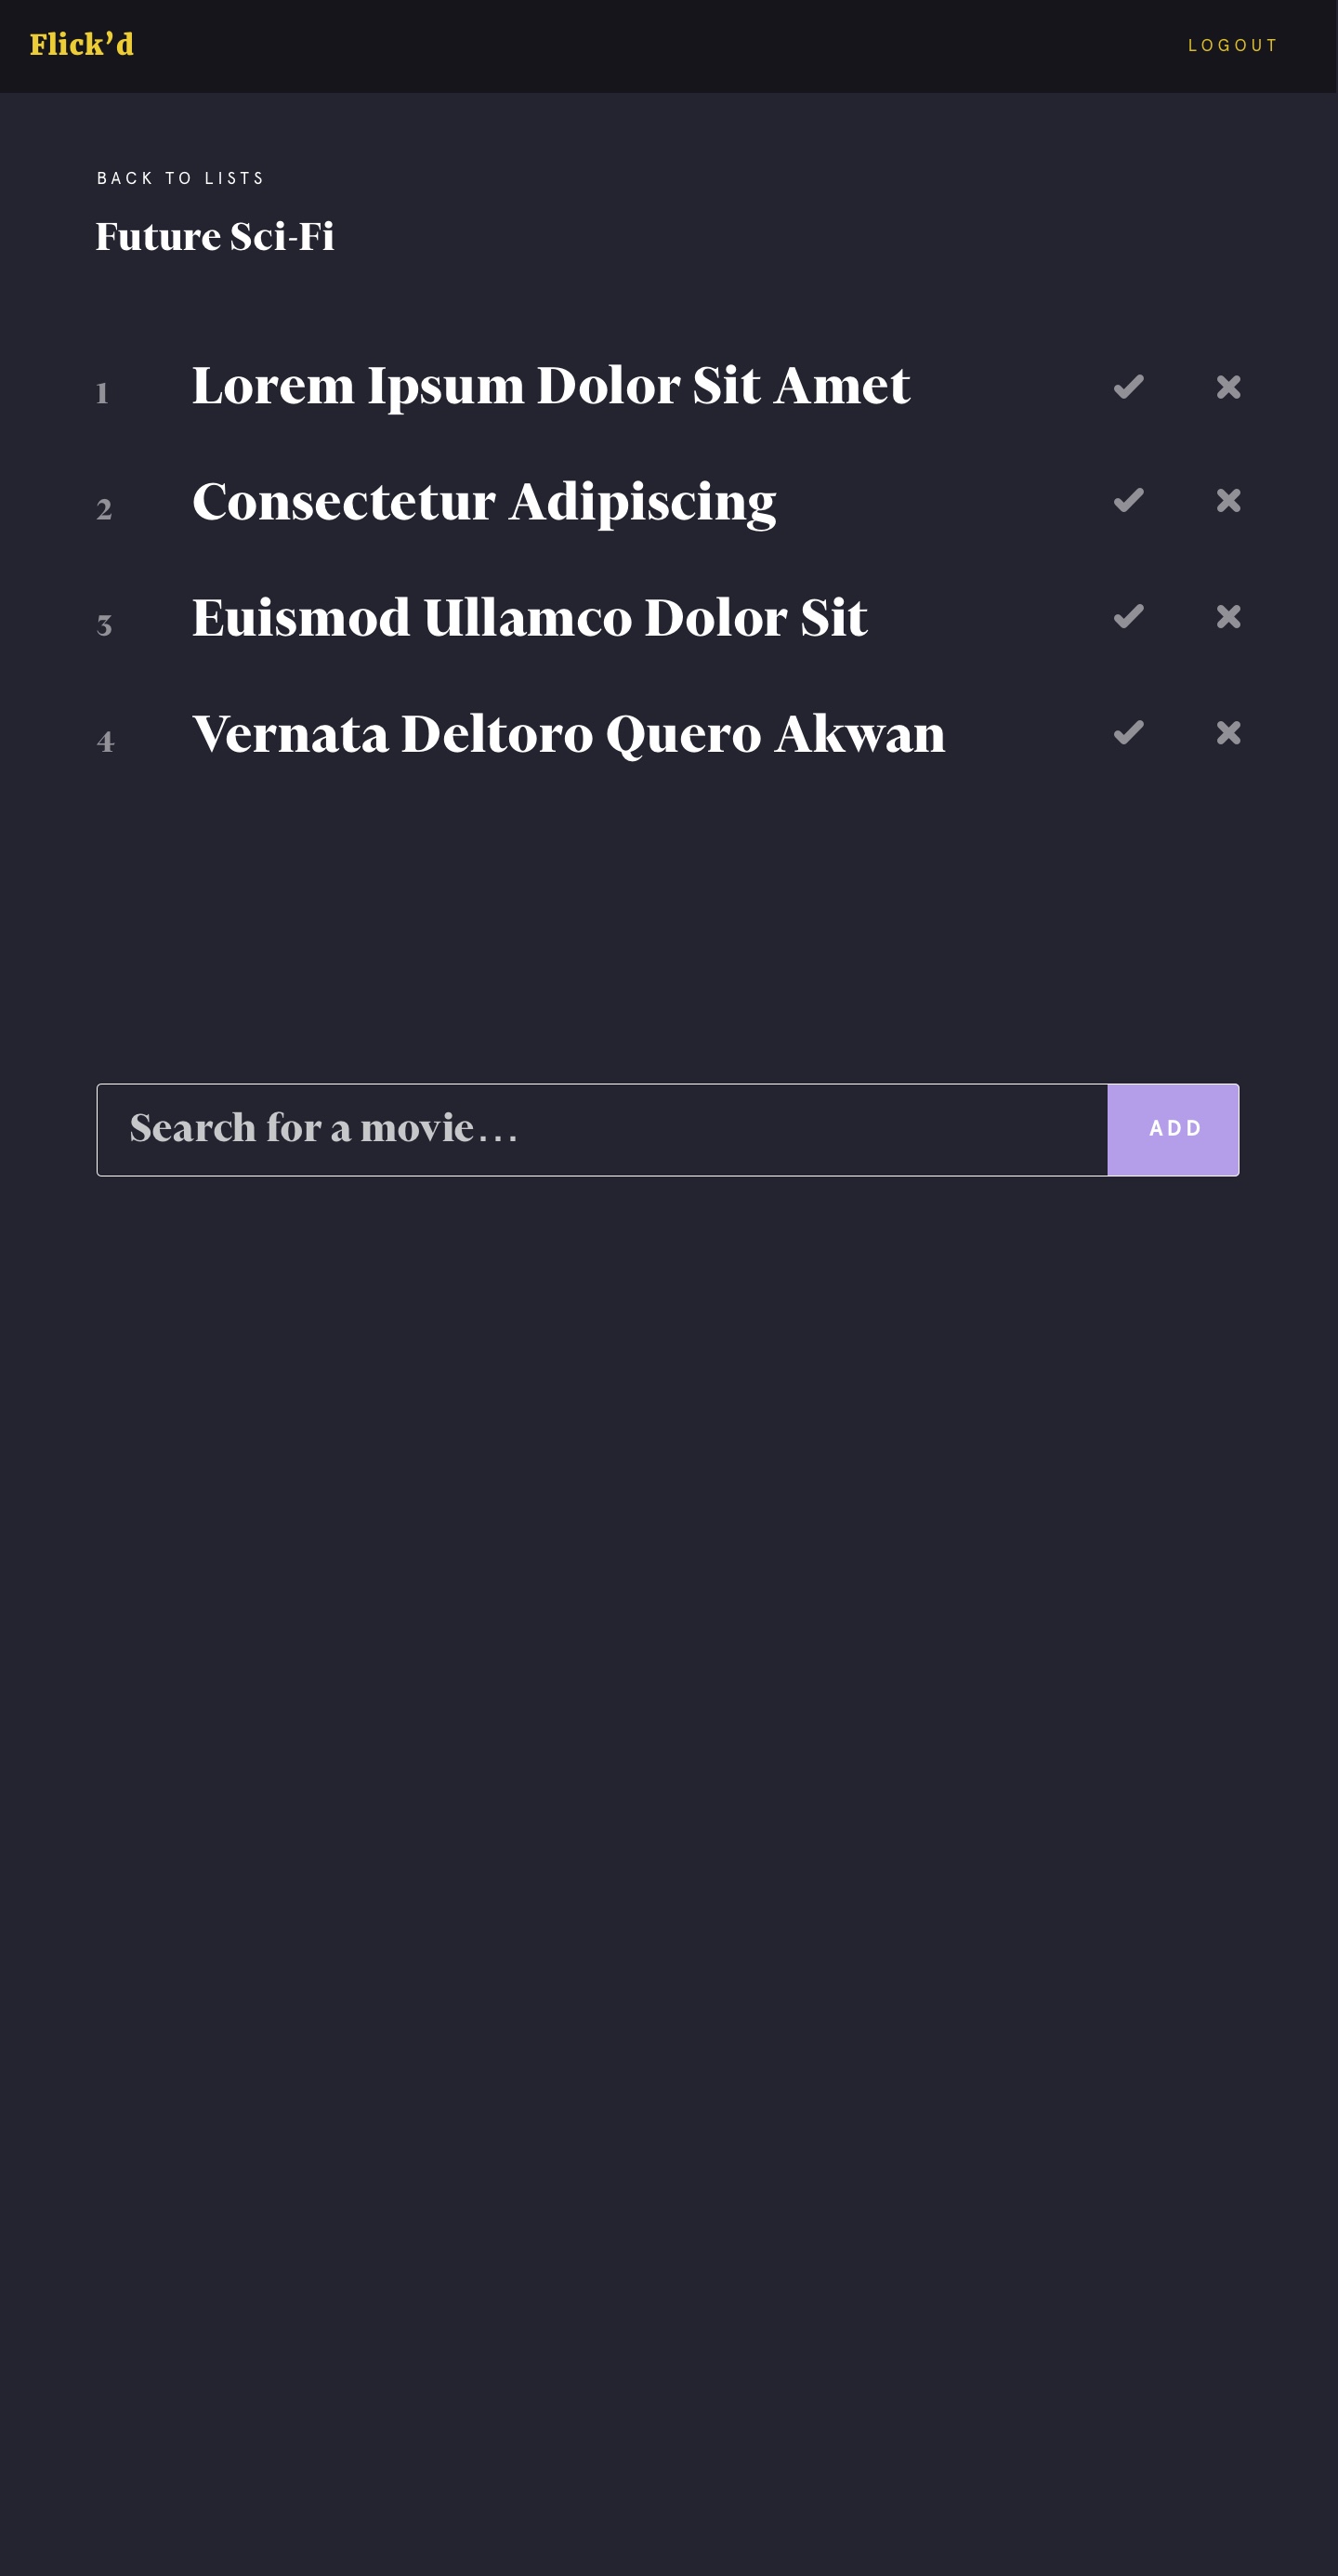 Flick’d
LOGOUT
BACK TO LISTS
Future Sci-Fi
1 Lorem Ipsum Dolor Sit Amet
2 Consectetur Adipiscing
3 Euismod Ullamco Dolor Sit
4 Vernata Deltoro Quero Akwan
Search for a movie...
ADD